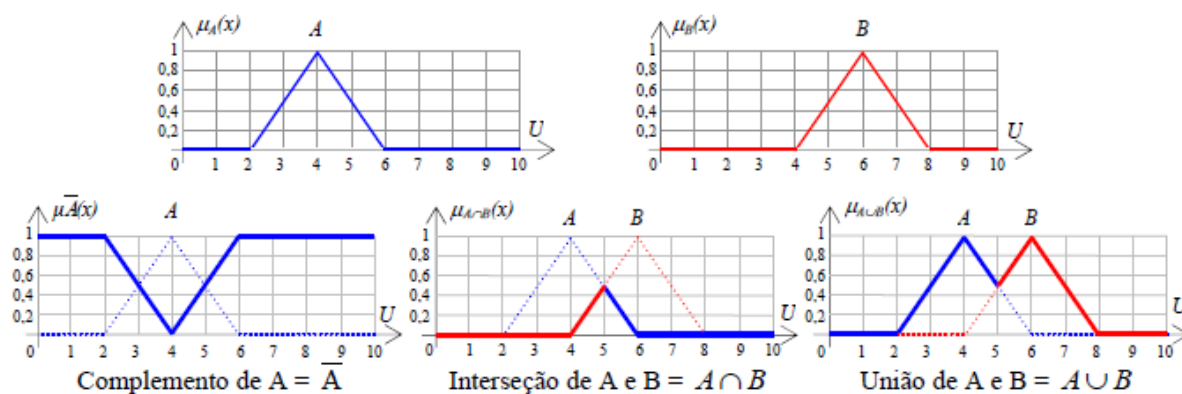 μA(x) A
1
0,8
0,6
0,4
0,2
0 1 2 3 4 5 6 7 8 9 10
U
μB(x) B
1
0,8
0,6
0,4
0,2
0 1 2 3 4 5 6 7 8 9 10
U
μA̅(x) A
1
0,8
0,6
0,4
0,2
0 1 2 3 4 5 6 7 8 9 10
U
Complemento de A = A̅
μA∩B(x) A B
1
0,8
0,6
0,4
0,2
0 1 2 3 4 5 6 7 8 9 10
U
Interseção de A e B = A ∩ B
μA∪B(x) A B
1
0,8
0,6
0,4
0,2
0 1 2 3 4 5 6 7 8 9 10
U
União de A e B = A ∪ B